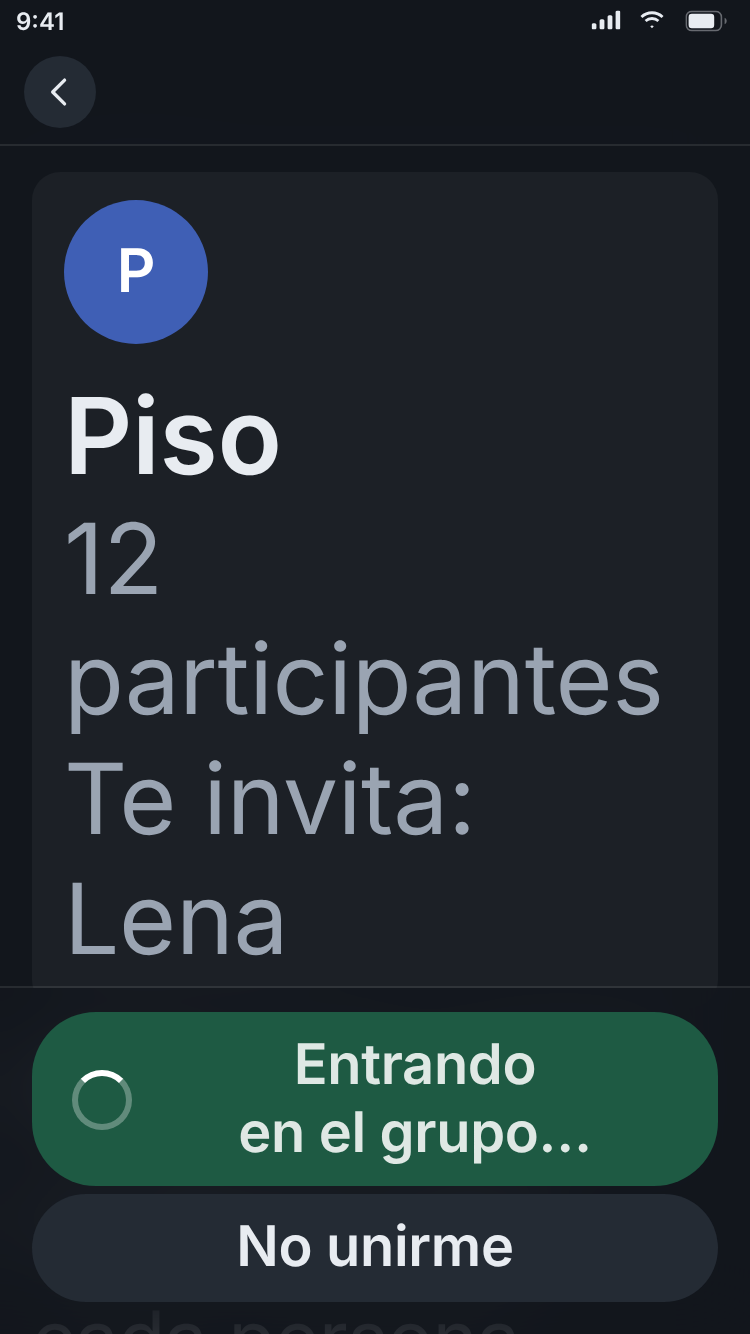 9:41
P
Piso
12
participantes
Te invita:
Lena
Entrando
en el grupo...
No unirme